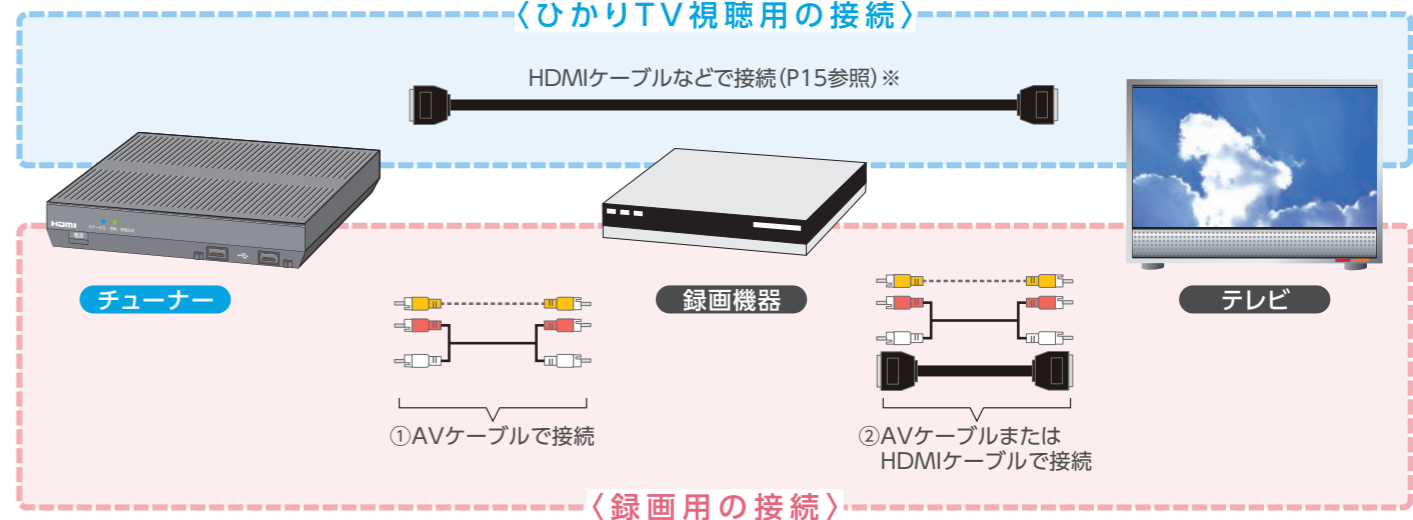 〈ひかりTV視聴用の接続〉
HDMIケーブルなどで接続(P15参照)※
HDMI
チューナー
録画機器
テレビ
①AVケーブルで接続
②AVケーブルまたは
HDMIケーブルで接続
〈録画用の接続〉